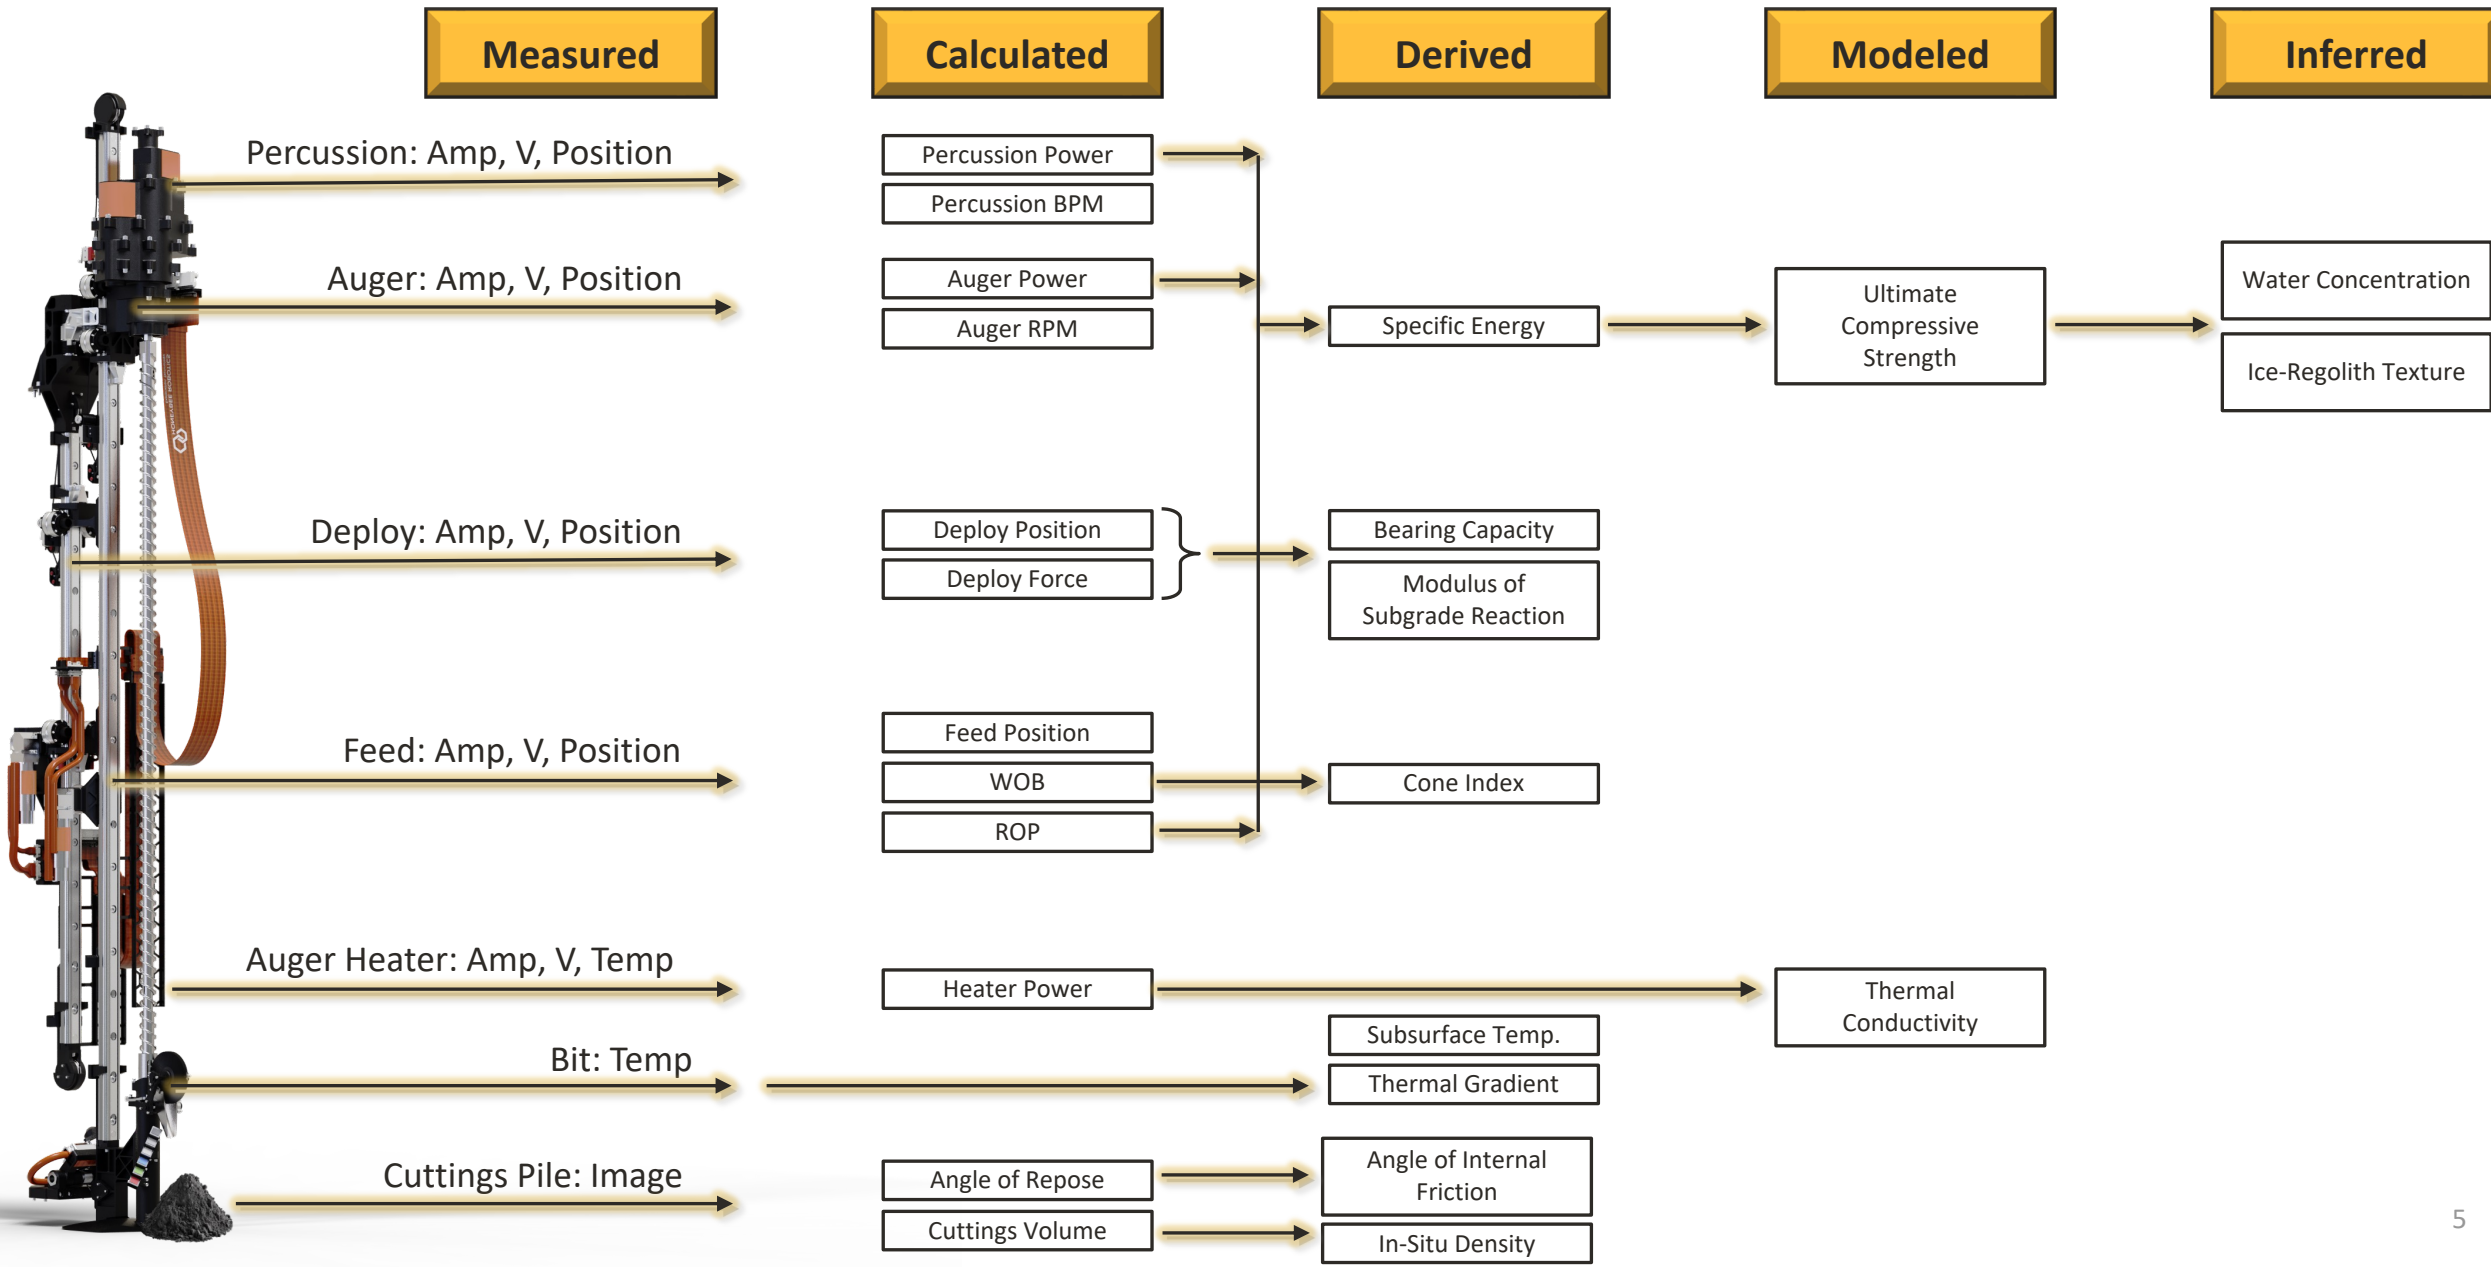 Measured
Calculated
Derived
Modeled
Inferred
Percussion: Amp, V, Position
Percussion Power
Percussion BPM
Auger: Amp, V, Position
Auger Power
Auger RPM
Specific Energy
Ultimate
Compressive
Strength
Water Concentration
Ice-Regolith Texture
HONEYBEE ROBOTICS
Deploy: Amp, V, Position
Deploy Position
Deploy Force
Bearing Capacity
Modulus of
Subgrade Reaction
Feed: Amp, V, Position
Feed Position
WOB
ROP
Cone Index
Auger Heater: Amp, V, Temp
Heater Power
Thermal
Conductivity
Bit: Temp
Subsurface Temp.
Thermal Gradient
Cuttings Pile: Image
Angle of Repose
Cuttings Volume
Angle of Internal
Friction
In-Situ Density
5